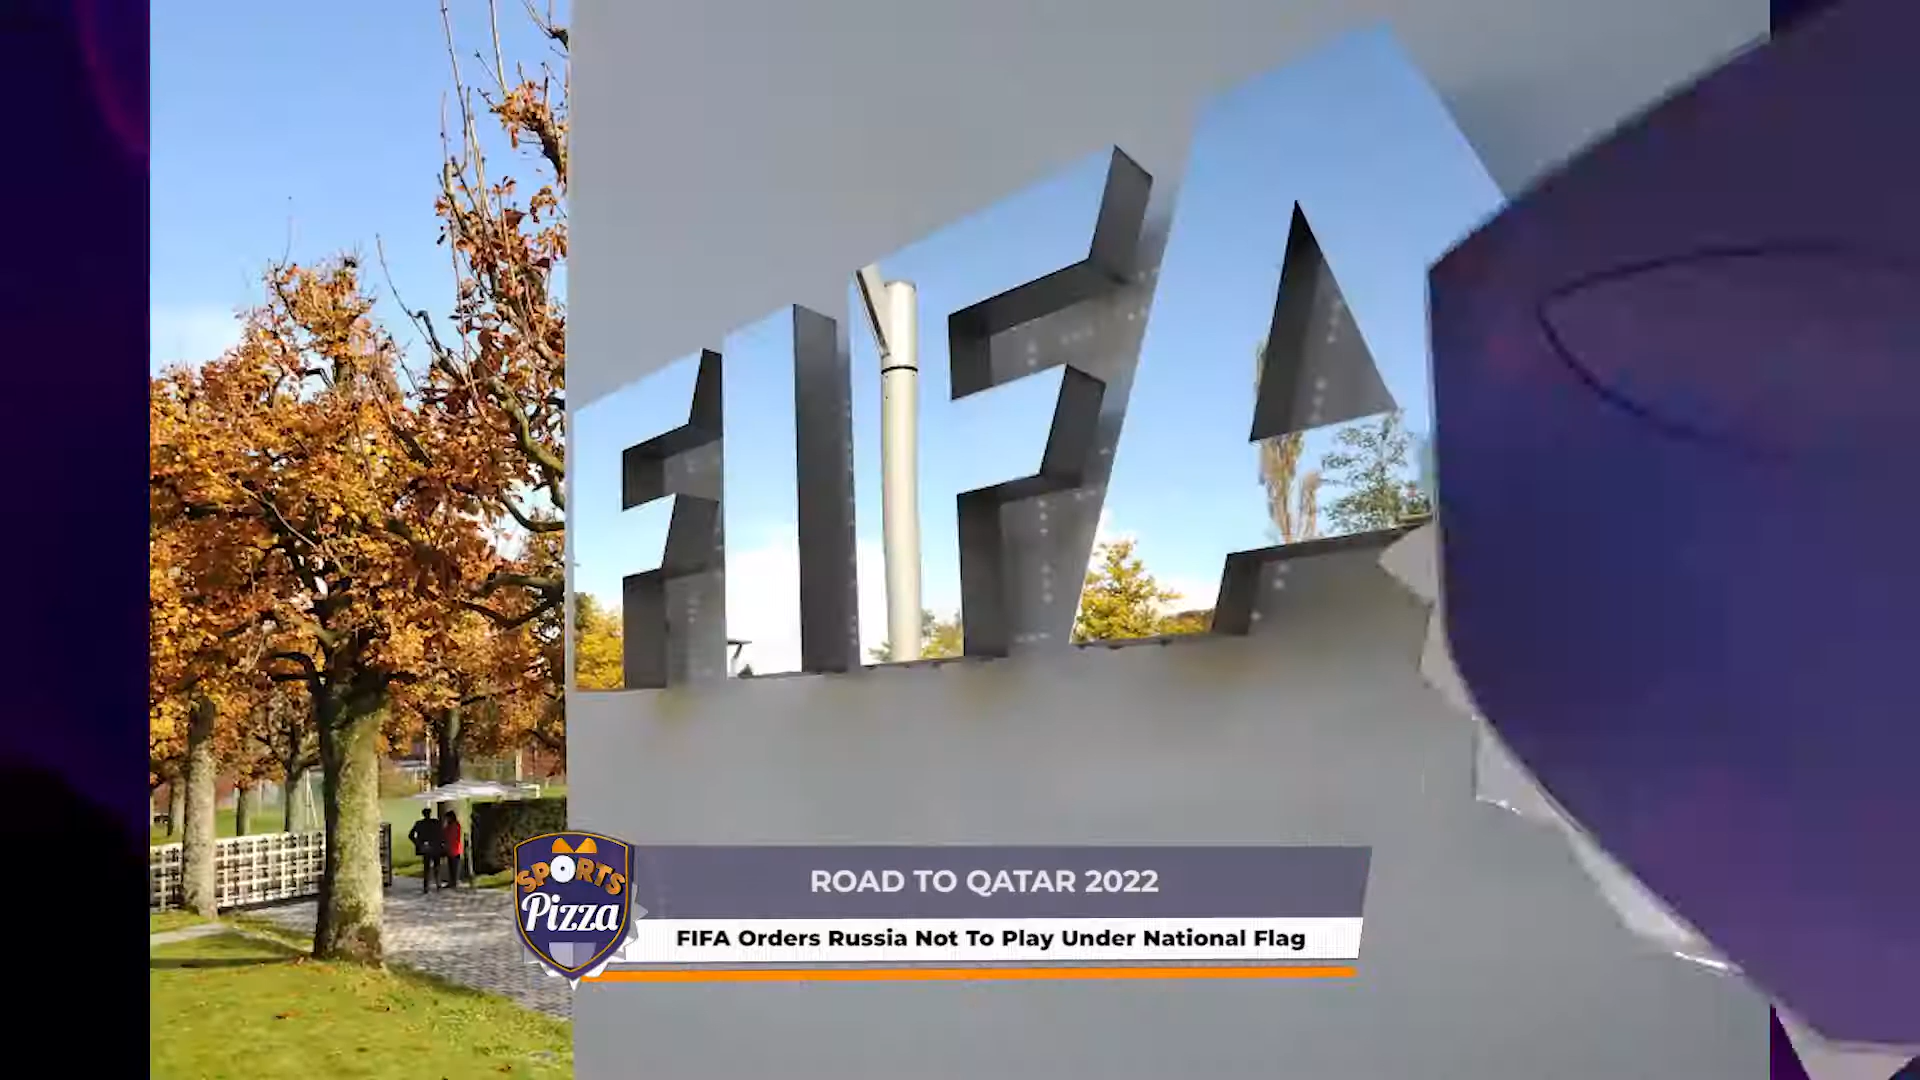 FIFA
SPORTS
Pizza
ROAD TO QATAR 2022
FIFA Orders Russia Not To Play Under National Flag